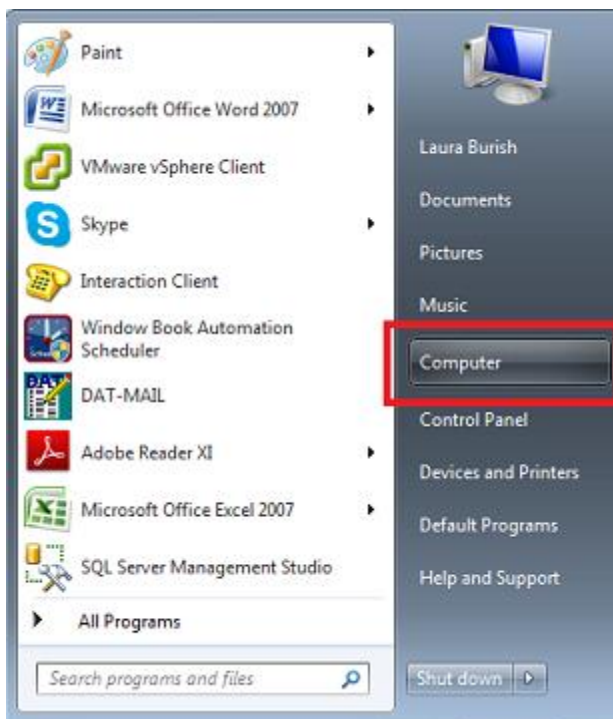 Paint
Microsoft Office Word 2007
VMware vSphere Client
Skype
Interaction Client
Window Book Automation
Scheduler
DAT-MAIL
Adobe Reader XI
Microsoft Office Excel 2007
SQL Server Management Studio
All Programs
Search programs and files
Laura Burish
Documents
Pictures
Music
Computer
Control Panel
Devices and Printers
Default Programs
Help and Support
Shut down